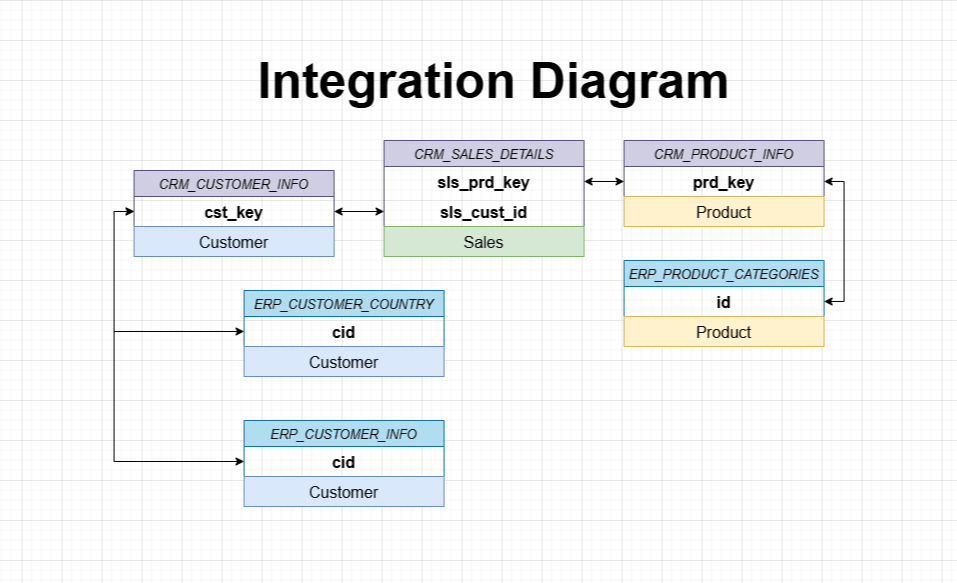 Integration Diagram
CRM_CUSTOMER_INFO
cst_key
Customer
CRM_SALES_DETAILS
sls_prd_key
sls_cust_id
Sales
CRM_PRODUCT_INFO
prd_key
Product
ERP_PRODUCT_CATEGORIES
id
Product
ERP_CUSTOMER_COUNTRY
cid
Customer
ERP_CUSTOMER_INFO
cid
Customer